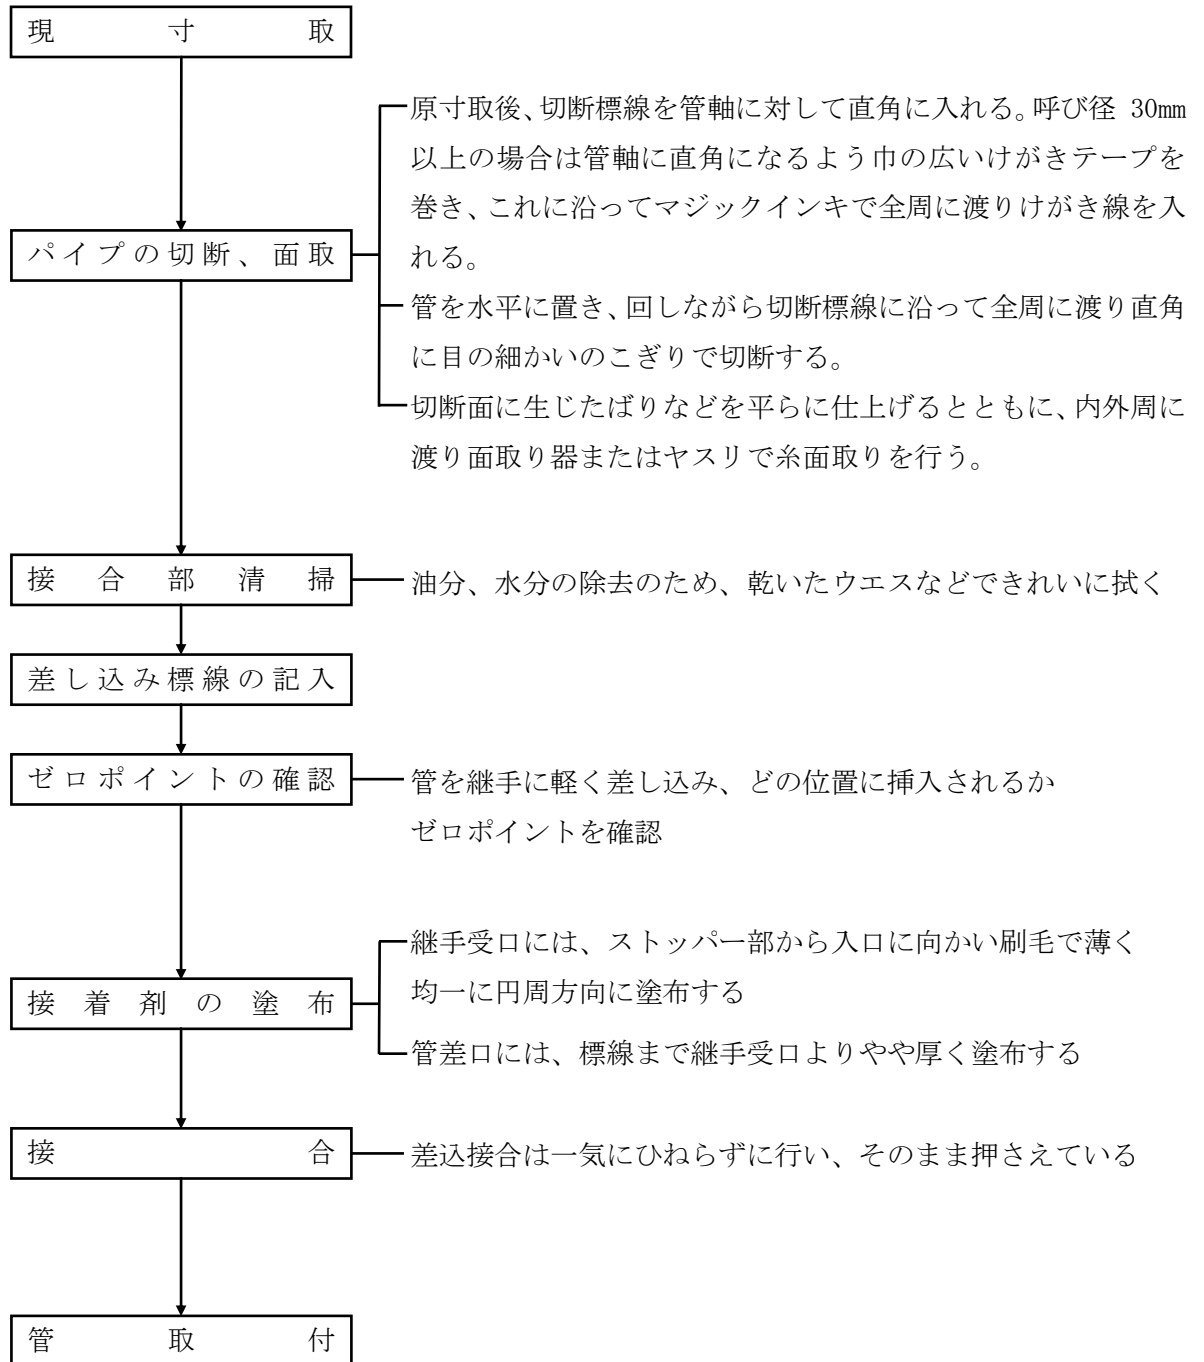 現寸取
原寸取後、切断標線を管軸に対して直角に入れる。呼び径 30mm
以上の場合は管軸に直角になるよう巾の広いけがきテープを
巻き、これに沿ってマジックインキで全周に渡りけがき線を入
れる。
パイプの切断、面取
管を水平に置き、回しながら切断標線に沿って全周に渡り直角
に目の細かいのこぎりで切断する。
切断面に生じたばりなどを平らに仕上げるとともに、内外周に
渡り面取り器またはヤスリで糸面取りを行う。
接合部清掃
油分、水分の除去のため、乾いたウエスなどできれいに拭く
差し込み標線の記入
ゼロポイントの確認
管を継手に軽く差し込み、どの位置に挿入されるか
ゼロポイントを確認
継手受口には、ストッパー部から入口に向かい刷毛で薄く
均一に円周方向に塗布する
接着剤の塗布
管差口には、標線まで継手受口よりやや厚く塗布する
接合
差込接合は一気にひねらずに行い、そのまま押さえている
管取付